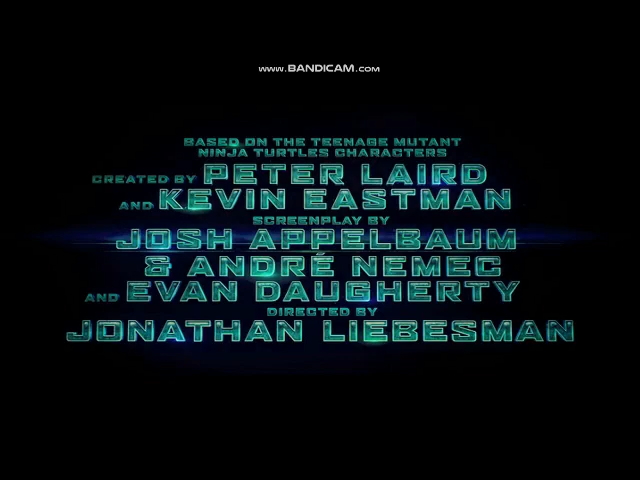 www.BANDICAM.com
BASED ON THE TEENAGE MUTANT
NINJA TURTLES CHARACTERS
CREATED BY PETER LAIRD
AND KEVIN EASTMAN
SCREENPLAY BY
JOSH APPELBAUM
& ANDRÉ NEMEC
AND EVAN DAUGHERTY
DIRECTED BY
JONATHAN LIEBESMAN